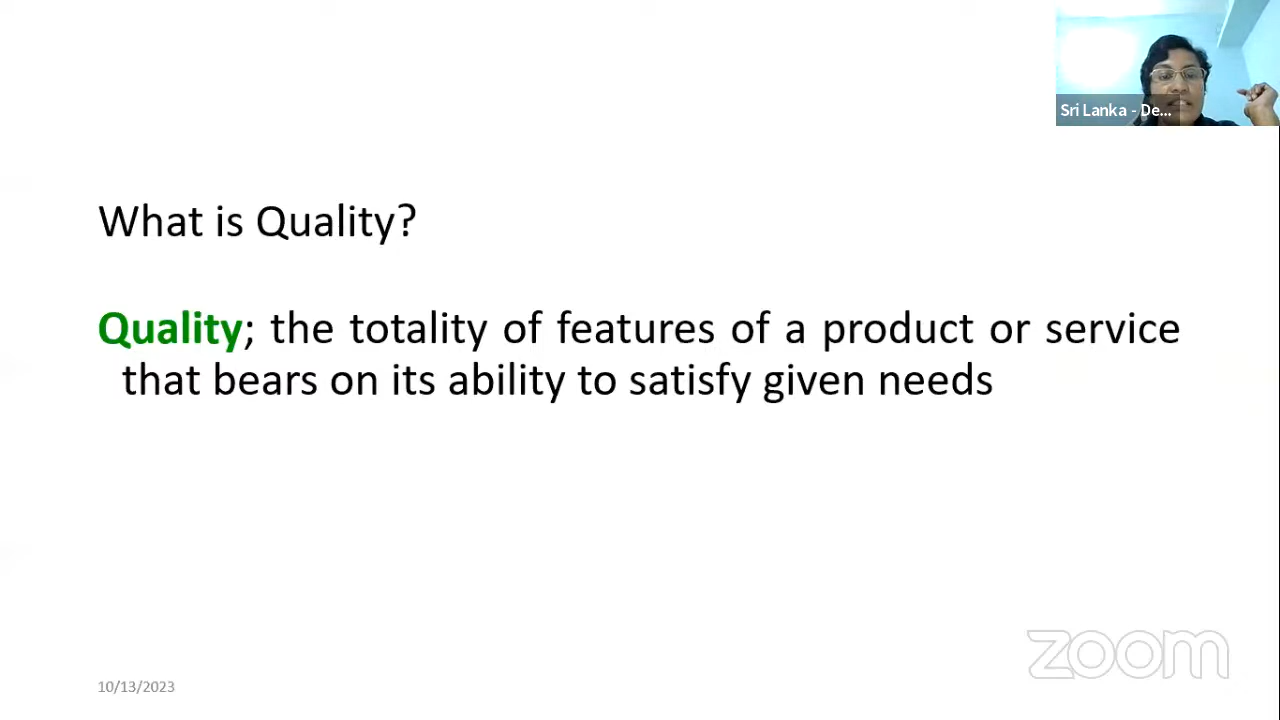 Sri Lanka - De...
What is Quality?
Quality; the totality of features of a product or service
that bears on its ability to satisfy given needs
zoom
10/13/2023